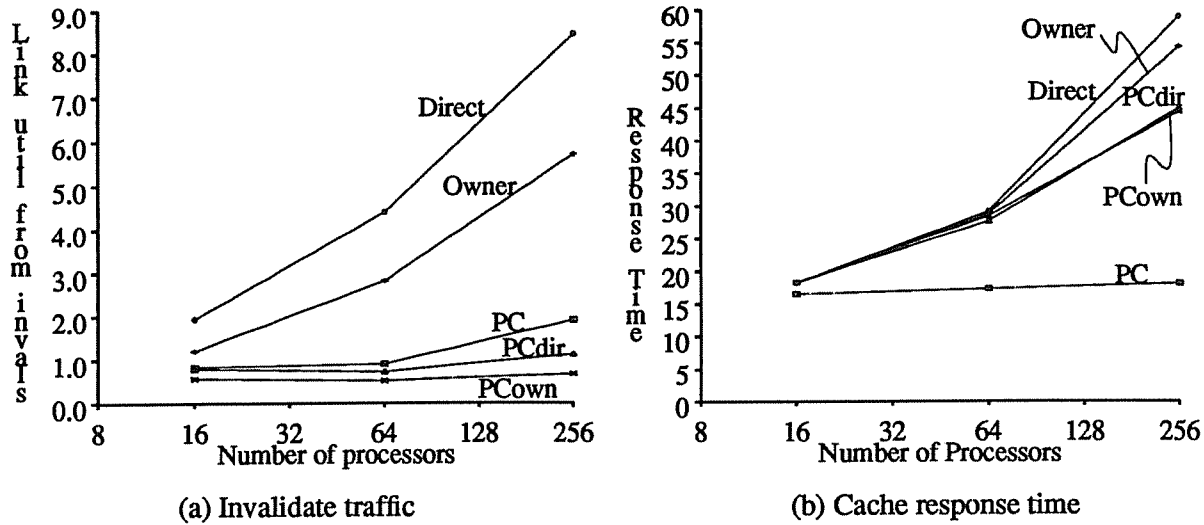 Link util from invals
9.0
8.0
7.0
6.0
5.0
4.0
3.0
2.0
1.0
0.0
Direct
Owner
PC
PCdir
PCown
8 16 32 64 128 256
Number of processors
(a) Invalidate traffic
Response Time
60
55
50
45
40
35
30
25
20
15
10
5
0
Owner
Direct
PCdir
PCown
PC
8 16 32 64 128 256
Number of Processors
(b) Cache response time